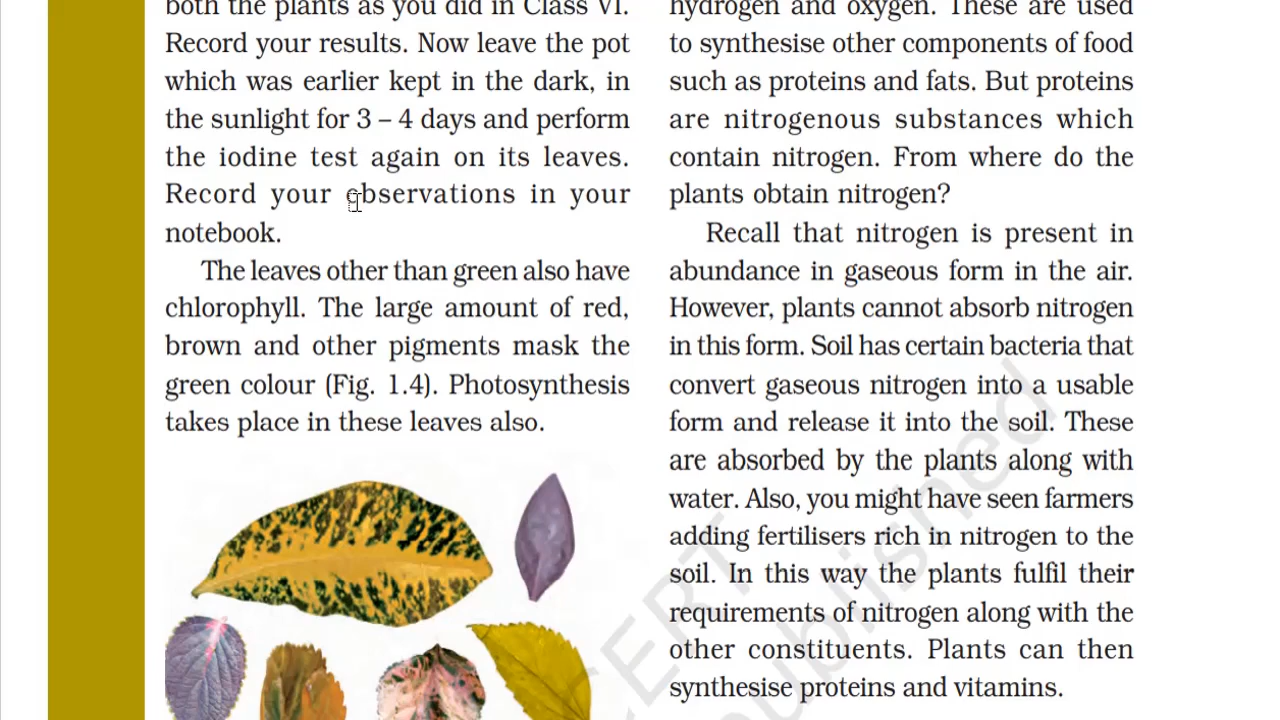 both the plants as you did in Class VI.
Record your results. Now leave the pot
which was earlier kept in the dark, in
the sunlight for 3 – 4 days and perform
the iodine test again on its leaves.
Record your observations in your
notebook.
The leaves other than green also have
chlorophyll. The large amount of red,
brown and other pigments mask the
green colour (Fig. 1.4). Photosynthesis
takes place in these leaves also.
hydrogen and oxygen. These are used
to synthesise other components of food
such as proteins and fats. But proteins
are nitrogenous substances which
contain nitrogen. From where do the
plants obtain nitrogen?
Recall that nitrogen is present in
abundance in gaseous form in the air.
However, plants cannot absorb nitrogen
in this form. Soil has certain bacteria that
convert gaseous nitrogen into a usable
form and release it into the soil. These
are absorbed by the plants along with
water. Also, you might have seen farmers
adding fertilisers rich in nitrogen to the
soil. In this way the plants fulfil their
requirements of nitrogen along with the
other constituents. Plants can then
synthesise proteins and vitamins.
published